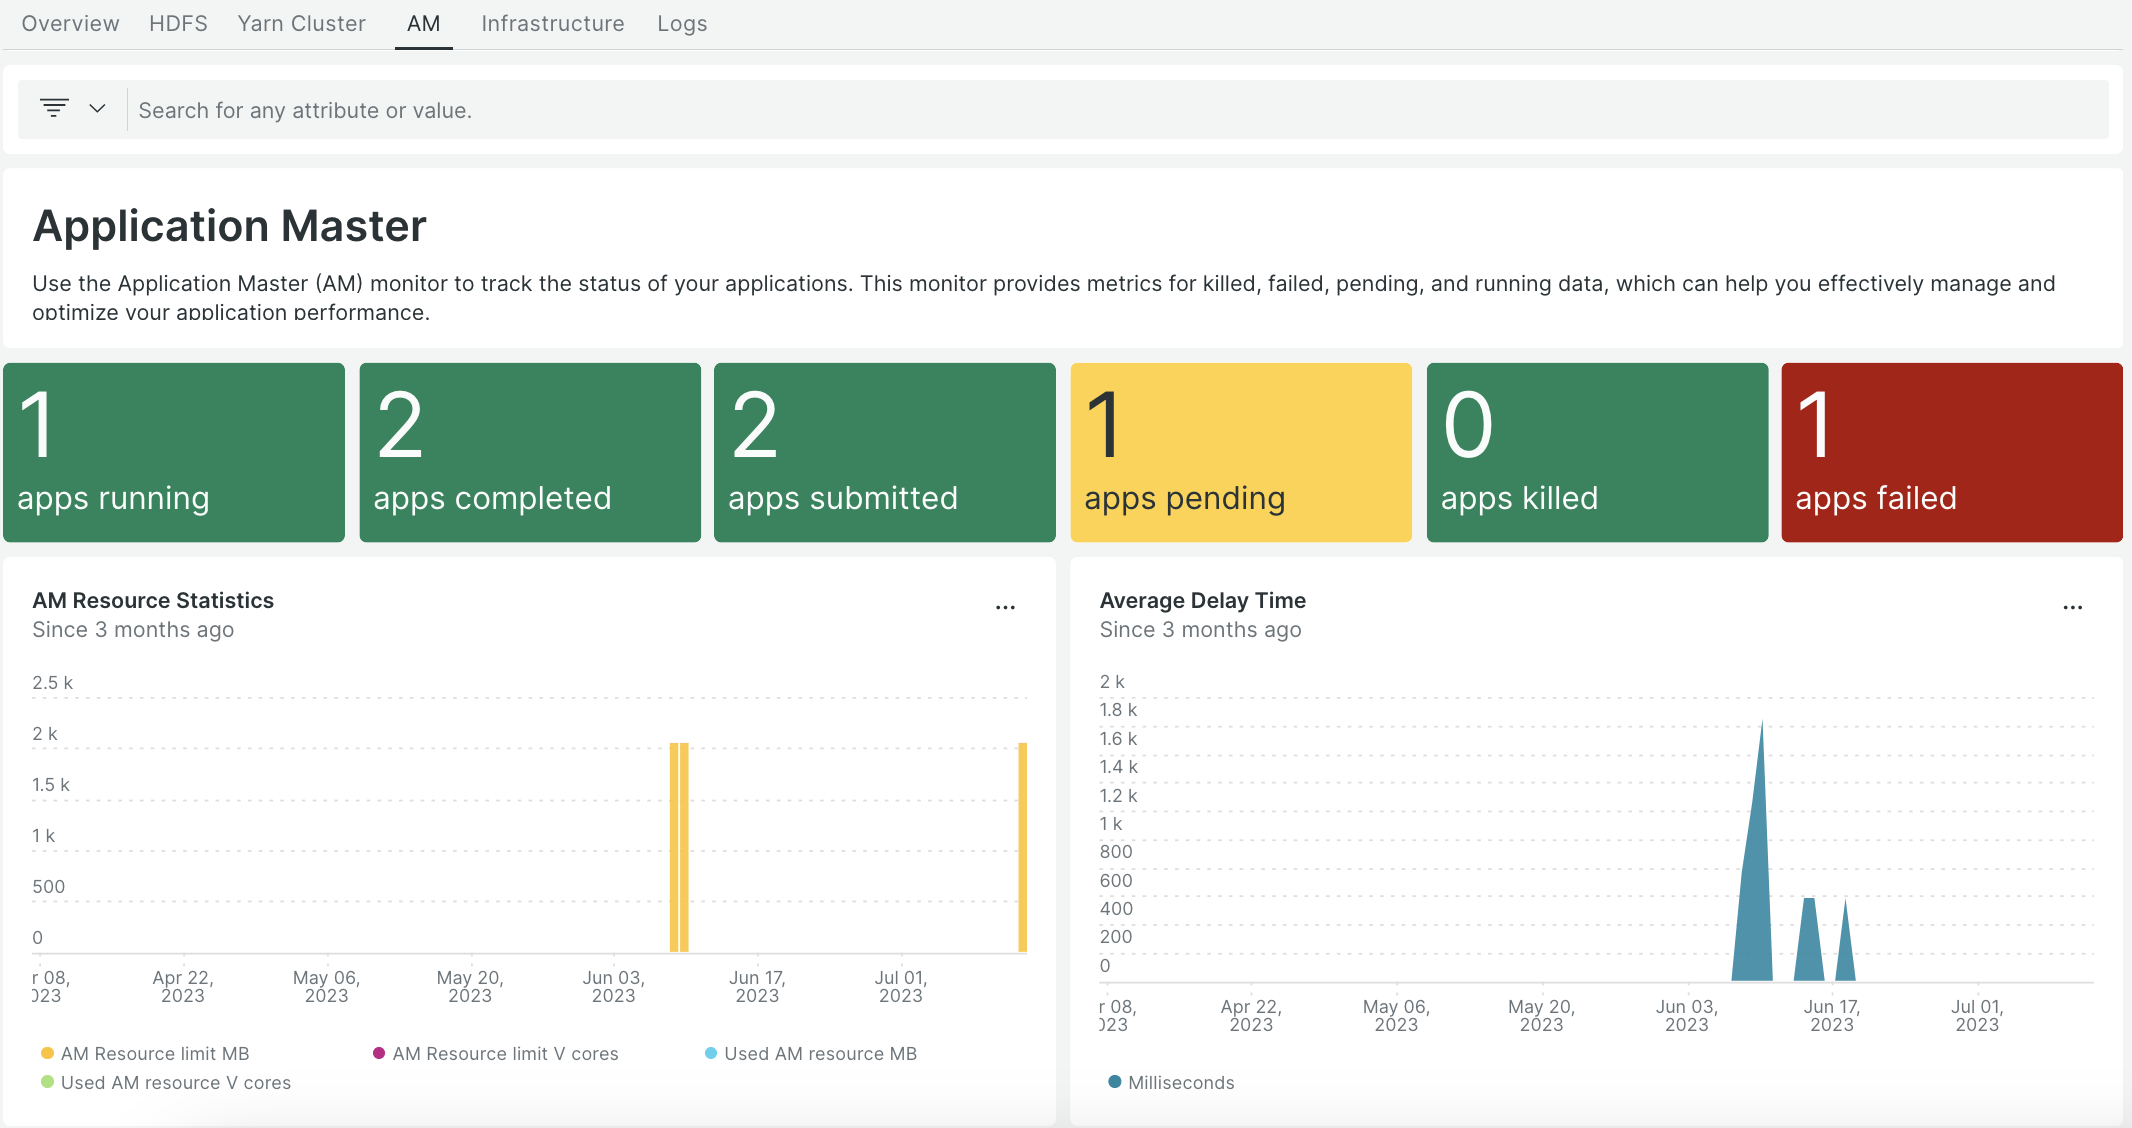 Overview HDFS Yarn Cluster AM Infrastructure Logs
Search for any attribute or value.
Application Master
Use the Application Master (AM) monitor to track the status of your applications. This monitor provides metrics for killed, failed, pending, and running data, which can help you effectively manage and
optimize your application performance.
1
apps running
2
apps completed
2
apps submitted
1
apps pending
0
apps killed
1
apps failed
AM Resource Statistics
Since 3 months ago
2.5 k
2 k
1.5 k
1 k
500
0
r 08, Apr 22, May 06, May 20, Jun 03, Jun 17, Jul 01,
023 2023 2023 2023 2023 2023 2023
AM Resource limit MB AM Resource limit V cores Used AM resource MB
Used AM resource V cores
Average Delay Time
Since 3 months ago
2 k
1.8 k
1.6 k
1.4 k
1.2 k
1 k
800
600
400
200
0
r 08, Apr 22, May 06, May 20, Jun 03, Jun 17, Jul 01,
023 2023 2023 2023 2023 2023 2023
Milliseconds